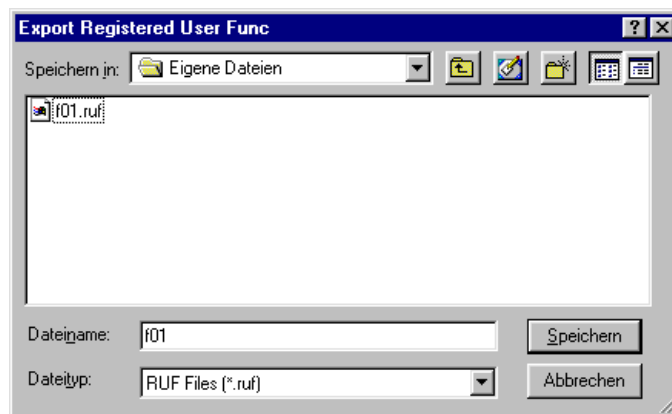 Export Registered User Func
Speichern in: Eigene Dateien
f01.ruf
Dateiname: f01 Speichern
Dateityp: RUF Files (*.ruf) Abbrechen